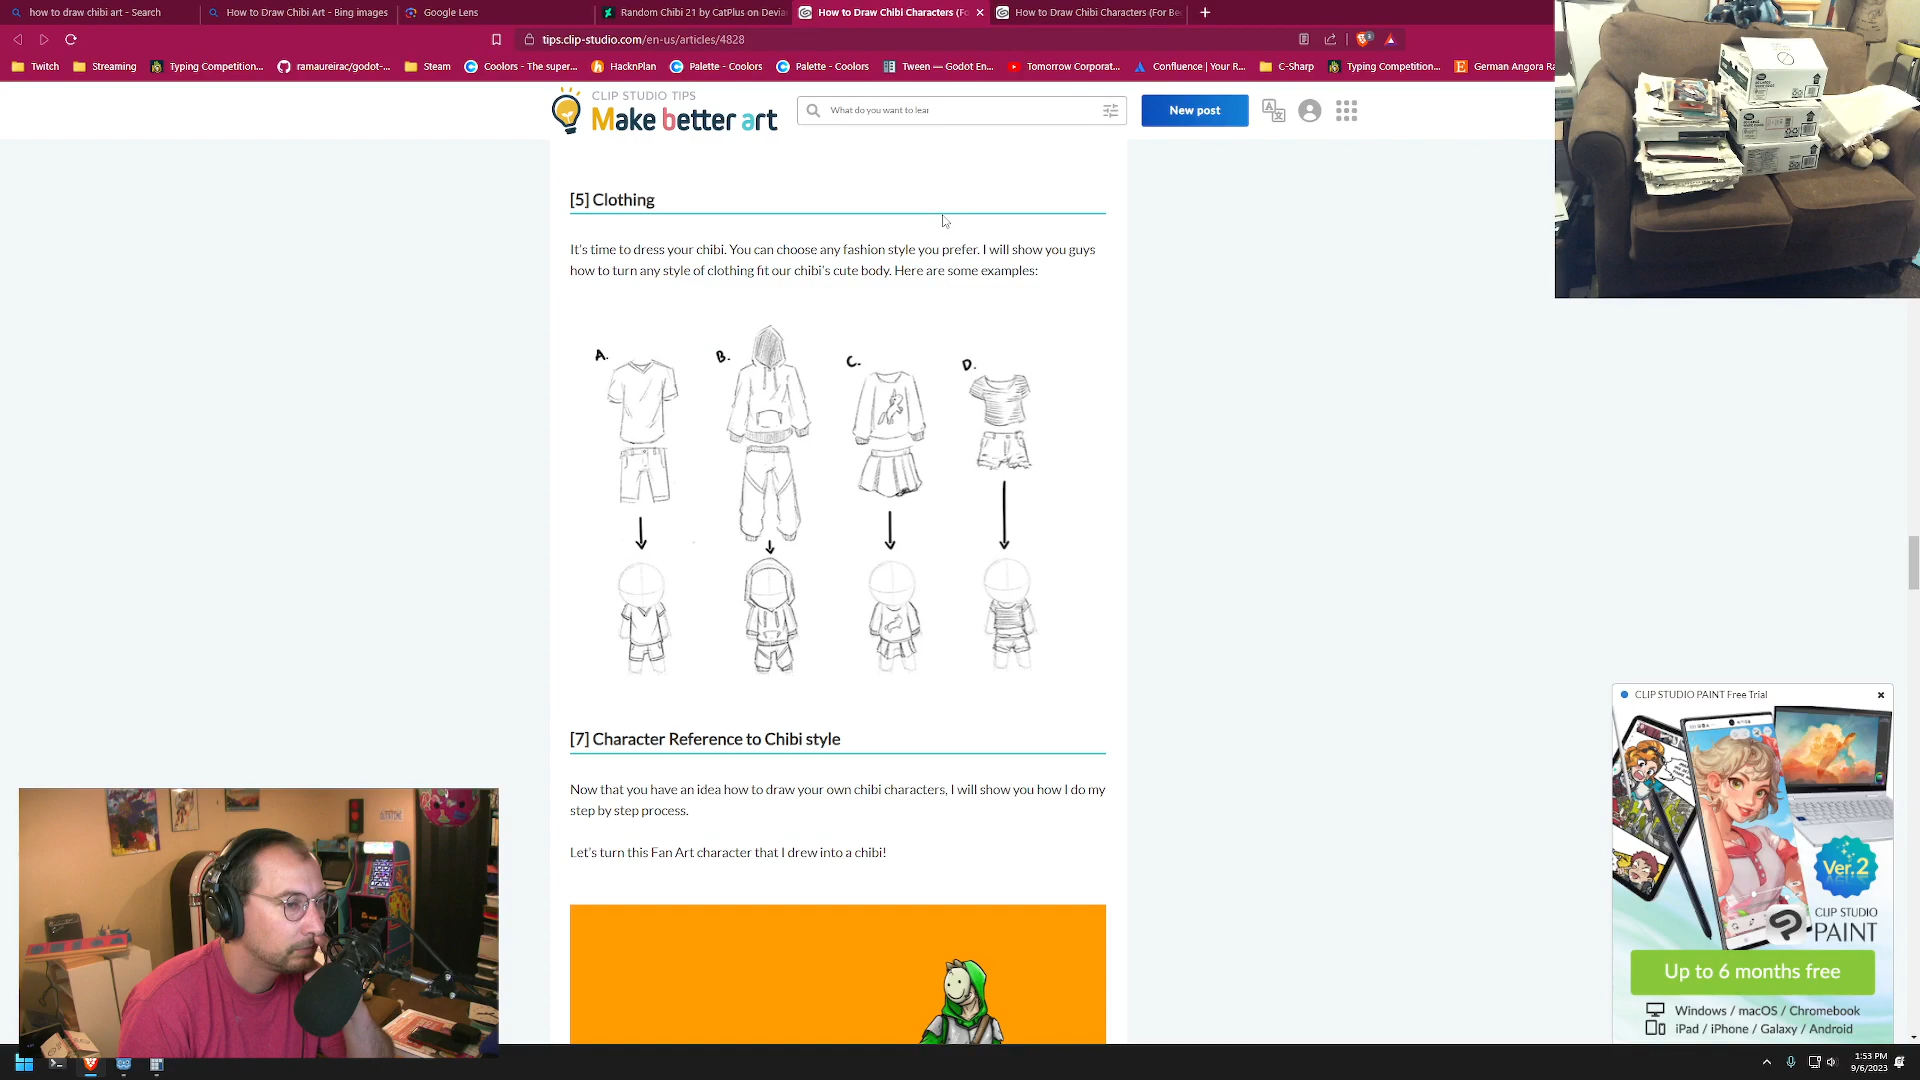 how to draw chibi art - Search
How to Draw Chibi Art - Bing images
Google Lens
Random Chibi 21 by CatPlus on Devia
How to Draw Chibi Characters (Fo
How to Draw Chibi Characters (For Be
tips.clip-studio.com/en-us/articles/4828
Twitch
Streaming
Typing Competition...
ramaureirac/godot-...
Steam
Coolors - The super...
HacknPlan
Palette - Coolors
Palette - Coolors
Tween — Godot En...
Tomorrow Corporat...
Confluence | Your R...
C-Sharp
Typing Competition...
German Angora Ra
CLIP STUDIO TIPS
Make better art
What do you want to lear
New post
[5] Clothing
It's time to dress your chibi. You can choose any fashion style you prefer. I will show you guys
how to turn any style of clothing fit our chibi's cute body. Here are some examples:
A.
B.
C.
D.
[7] Character Reference to Chibi style
Now that you have an idea how to draw your own chibi characters, I will show you how I do my
step by step process.
Let's turn this Fan Art character that I drew into a chibi!
CLIP STUDIO PAINT Free Trial
Ver.2
CLIP STUDIO
PAINT
Up to 6 months free
Windows / macOS / Chromebook
iPad / iPhone / Galaxy / Android
1:53 PM
9/6/2023